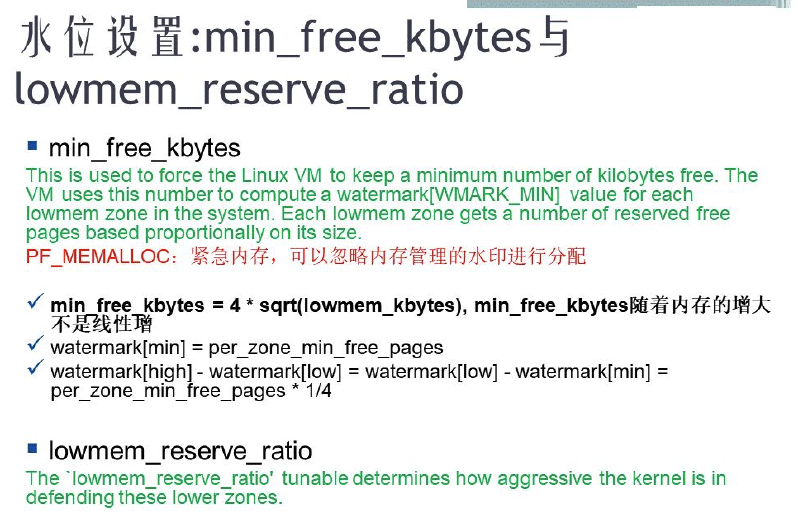 水位设置:min_free_kbytes与
lowmem_reserve_ratio
min_free_kbytes
This is used to force the Linux VM to keep a minimum number of kilobytes free. The
VM uses this number to compute a watermark[WMARK_MIN] value for each
lowmem zone in the system. Each lowmem zone gets a number of reserved free
pages based proportionally on its size.
PF_MEMALLOC：紧急内存，可以忽略内存管理的水印进行分配
min_free_kbytes = 4 * sqrt(lowmem_kbytes), min_free_kbytes随着内存的增大
不是线性增
watermark[min] = per_zone_min_free_pages
watermark[high] - watermark[low] = watermark[low] - watermark[min] =
per_zone_min_free_pages * 1/4
lowmem_reserve_ratio
The `lowmem_reserve_ratio' tunable determines how aggressive the kernel is in
defending these lower zones.